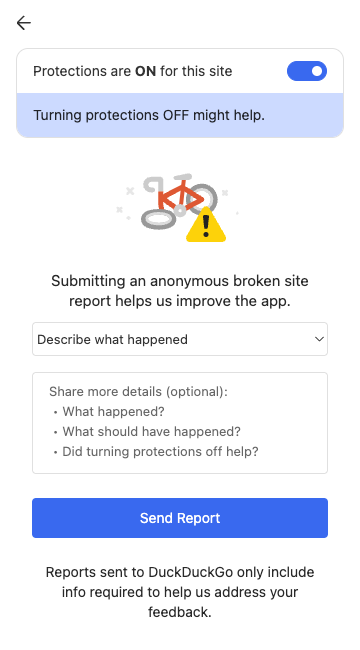 Protections are ON for this site
Turning protections OFF might help.
Submitting an anonymous broken site
report helps us improve the app.
Describe what happened
Share more details (optional):
• What happened?
• What should have happened?
• Did turning protections off help?
Send Report
Reports sent to DuckDuckGo only include
info required to help us address your
feedback.